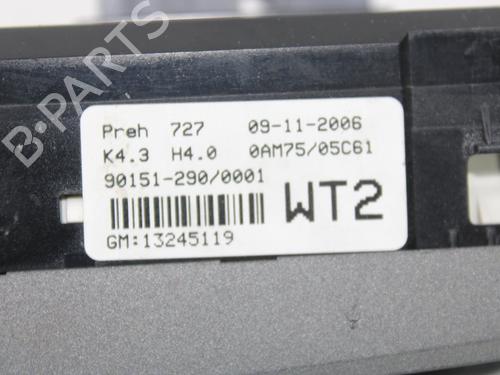 Preh 727 09-11-2006
K4.3 H4.0 0AM75/05C61
90151-290/0001
WT2
GM:13245119
B-PARTS